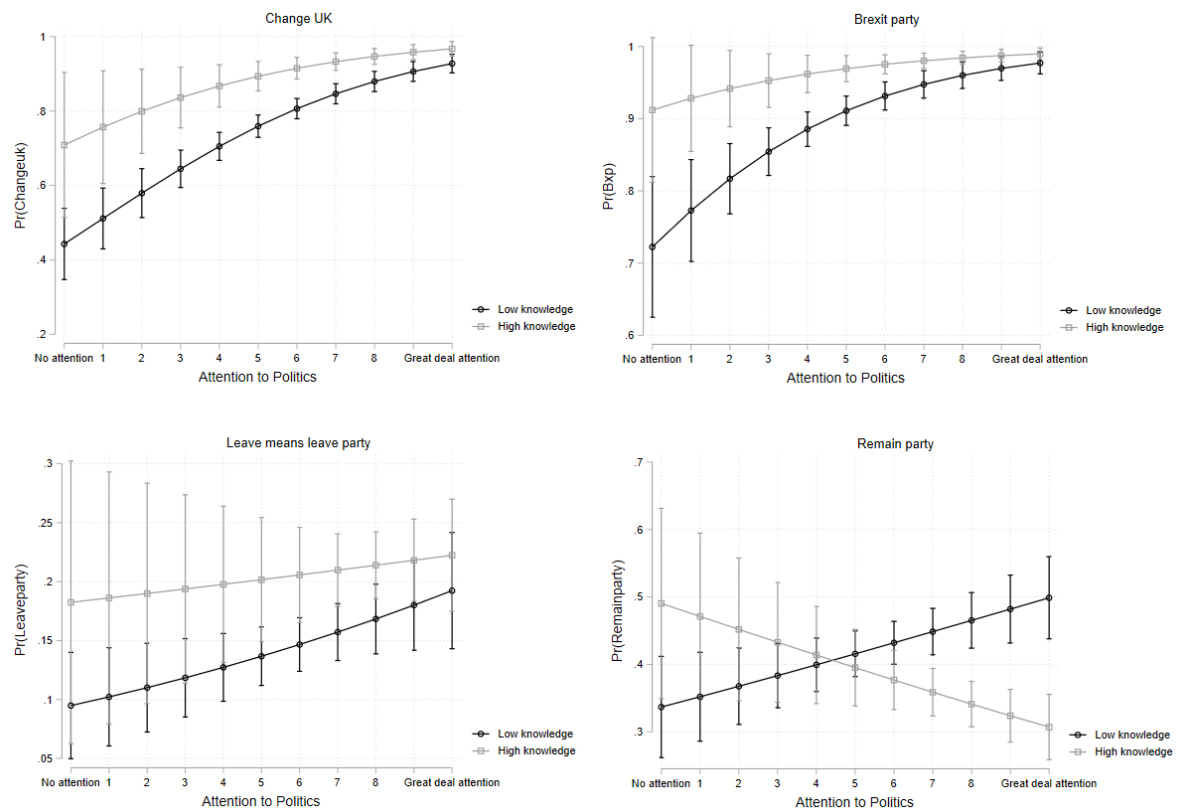 Change UK
1
.8
.6
.4
.2
Pr(Changeuk)
Low knowledge
High knowledge
No attention 1 2 3 4 5 6 7 8 Great deal attention
Attention to Politics
Brexit party
1
.9
.8
.7
.6
Pr(Bxp)
Low knowledge
High knowledge
No attention 1 2 3 4 5 6 7 8 Great deal attention
Attention to Politics
Leave means leave party
.3
.25
.2
.15
.1
.05
Pr(Leaveparty)
Low knowledge
High knowledge
No attention 1 2 3 4 5 6 7 8 Great deal attention
Attention to Politics
Remain party
.7
.6
.5
.4
.3
Pr(Remainparty)
Low knowledge
High knowledge
No attention 1 2 3 4 5 6 7 8 Great deal attention
Attention to Politics